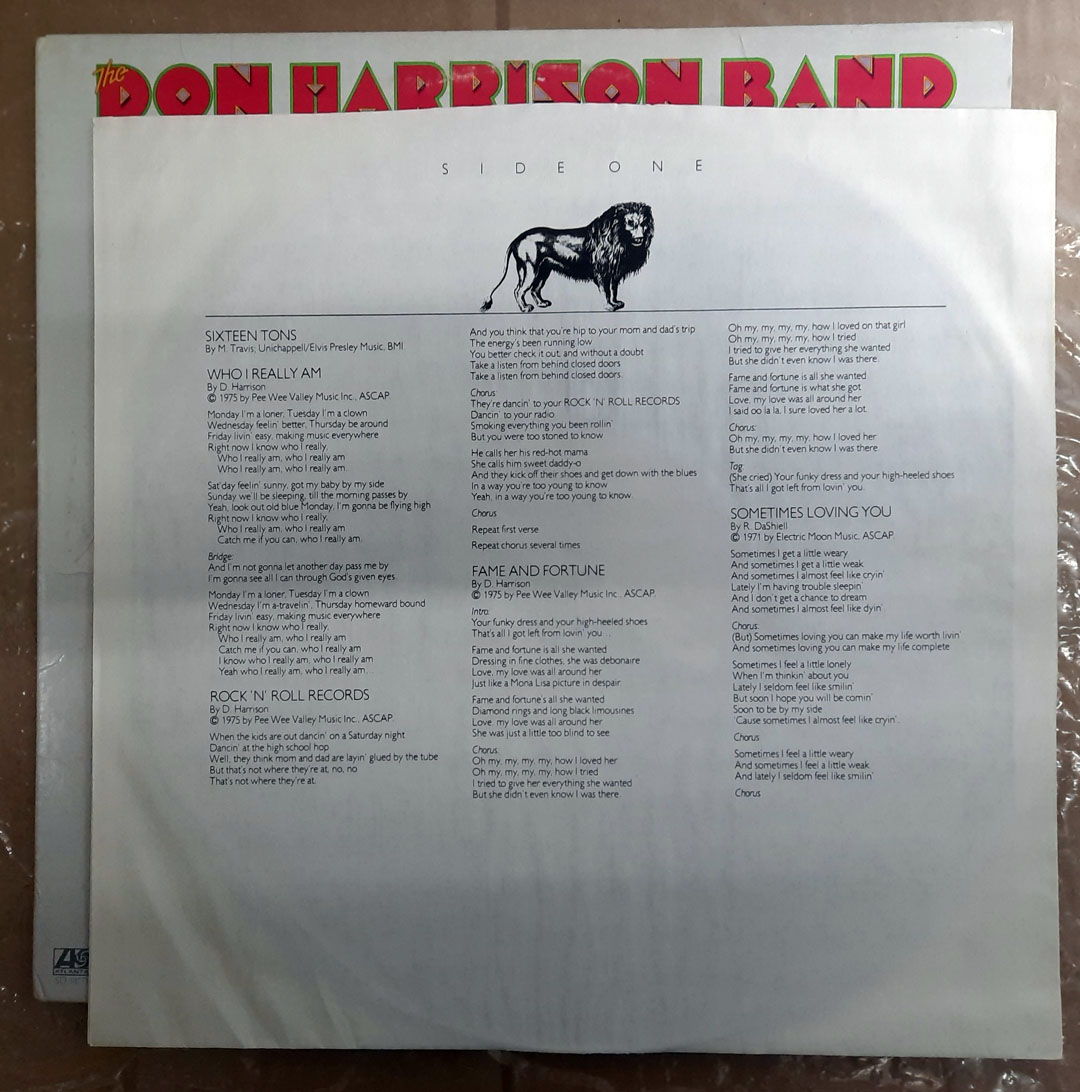 The
DON HARRISON BAND
SIDE ONE
SIXTEEN TONS
By M. Travis; Unichappell/Elvis Presley Music. BMI
WHO I REALLY AM
By D. Harrison
© 1975 by Pee Wee Valley Music Inc., ASCAP
Monday I'm a loner, Tuesday I'm a clown
Wednesday feelin' better, Thursday be around
Friday livin' easy, making music everywhere
Right now I know who I really,
Who I really am, who I really am
Who I really am, who I really am.
Sat'day feelin' sunny, got my baby by my side
Sunday we'll be sleeping, till the morning passes by
Yeah, look out old blue Monday, I'm gonna be flying high
Right now I know who I really,
Who I really am, who I really am
Catch me if you can, who I really am.
Bridge:
And I'm not gonna let another day pass me by
I'm gonna see all I can through God's given eyes
Monday I'm a loner, Tuesday I'm a clown
Wednesday I'm a-travelin', Thursday homeward bound
Friday livin' easy, making music everywhere
Right now I know who I really,
Who I really am, who I really am
Catch me if you can, who I really am
I know who I really am, who I really am
Yeah who I really am, who I really am...
ROCK 'N' ROLL RECORDS
By D. Harrison
© 1975 by Pee Wee Valley Music Inc., ASCAP.
When the kids are out dancin' on a Saturday night
Dancin' at the high school hop
Well, they think mom and dad are layin' glued by the tube
But that's not where they're at, no, no
That's not where they're at.
And you think that you're hip to your mom and dad's trip
The energy's been running low
You better check it out, and without a doubt
Take a listen from behind closed doors
Take a listen from behind closed doors.
Chorus
They're dancin' to your ROCK 'N' ROLL RECORDS
Dancin' to your radio
Smoking everything you been rollin'
But you were too stoned to know
He calls her his red-hot mama
She calls him sweet daddy-o
And they kick off their shoes and get down with the blues
In a way you're too young to know
Yeah, in a way you're too young to know.
Chorus
Repeat first verse
Repeat chorus several times
FAME AND FORTUNE
By D. Harrison
© 1975 by Pee Wee Valley Music Inc., ASCAP.
Intro:
Your funky dress and your high-heeled shoes
That's all I got left from lovin' you...
Fame and fortune is all she wanted
Dressing in fine clothes, she was debonaire
Love, my love was all around her
Just like a Mona Lisa picture in despair.
Fame and fortune's all she wanted
Diamond rings and long black limousines
Love, my love was all around her
She was just a little too blind to see
Chorus:
Oh my, my, my, my, how I loved her
Oh my, my, my, my, how I tried
I tried to give her everything she wanted
But she didn't even know I was there.
Oh my, my, my, my, how I loved on that girl
Oh my, my, my, my, how I tried
I tried to give her everything she wanted
But she didn't even know I was there.
Fame and fortune is all she wanted
Fame and fortune is what she got
Love, my love was all around her
I said oo la la, I sure loved her a lot.
Chorus:
Oh my, my, my, my, how I loved her
But she didn't even know I was there.
Tag
(She cried) Your funky dress and your high-heeled shoes
That's all I got left from lovin' you.
SOMETIMES LOVING YOU
By R. DaShiell
© 1971 by Electric Moon Music, ASCAP
Sometimes I get a little weary
And sometimes I get a little weak
And sometimes I almost feel like cryin'
Lately I'm having trouble sleepin'
And I don't get a chance to dream
And sometimes I almost feel like dyin'
Chorus:
(But) Sometimes loving you can make my life worth livin'
And sometimes loving you can make my life complete
Sometimes I feel a little lonely
When I'm thinkin' about you
Lately I seldom feel like smilin'
But soon I hope you will be comin'
Soon to be by my side
'Cause sometimes I almost feel like cryin'.
Chorus
Sometimes I feel a little weary
And sometimes I feel a little weak
And lately I seldom feel like smilin'
Chorus